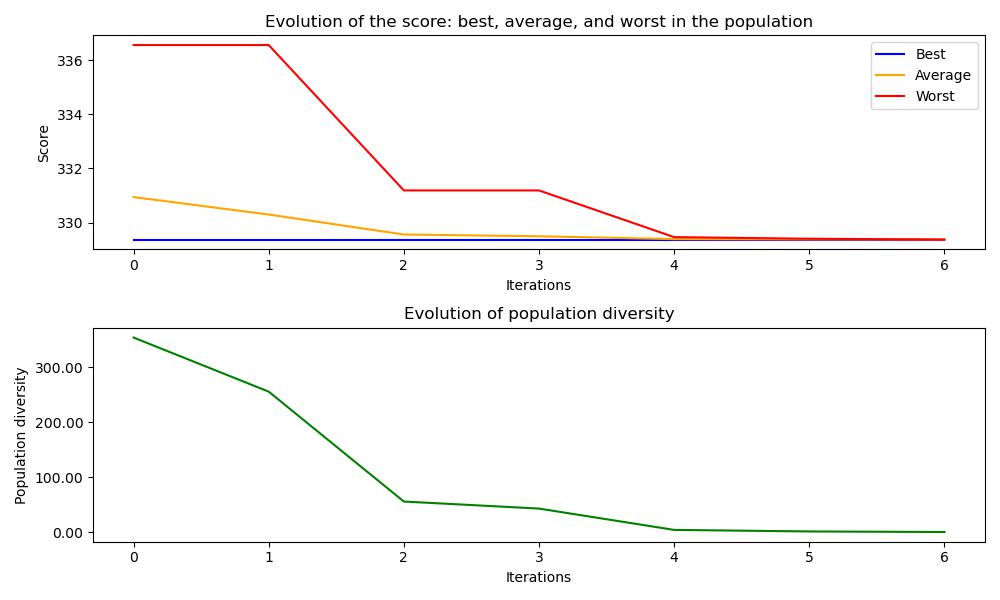 Evolution of the score: best, average, and worst in the population
Score
336
334
332
330
Best
Average
Worst
0 1 2 3 4 5 6
Iterations
Evolution of population diversity
Population diversity
300.00
200.00
100.00
0.00
0 1 2 3 4 5 6
Iterations